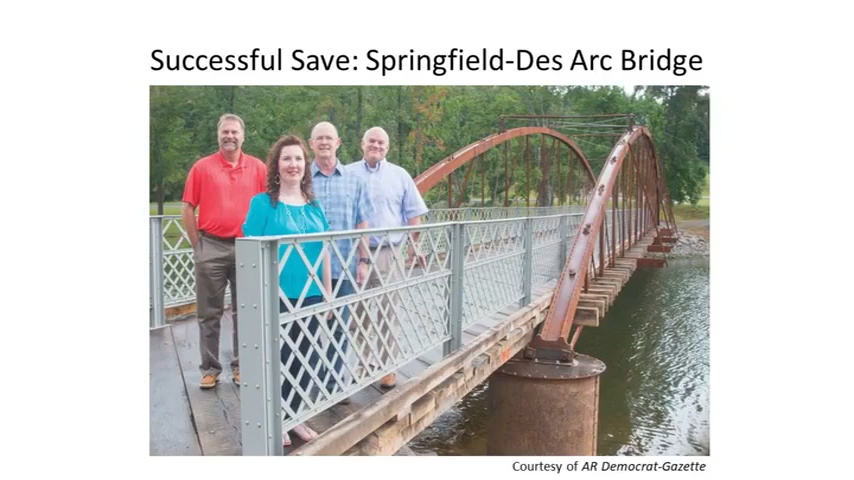 Successful Save: Springfield-Des Arc Bridge
Courtesy of AR Democrat-Gazette